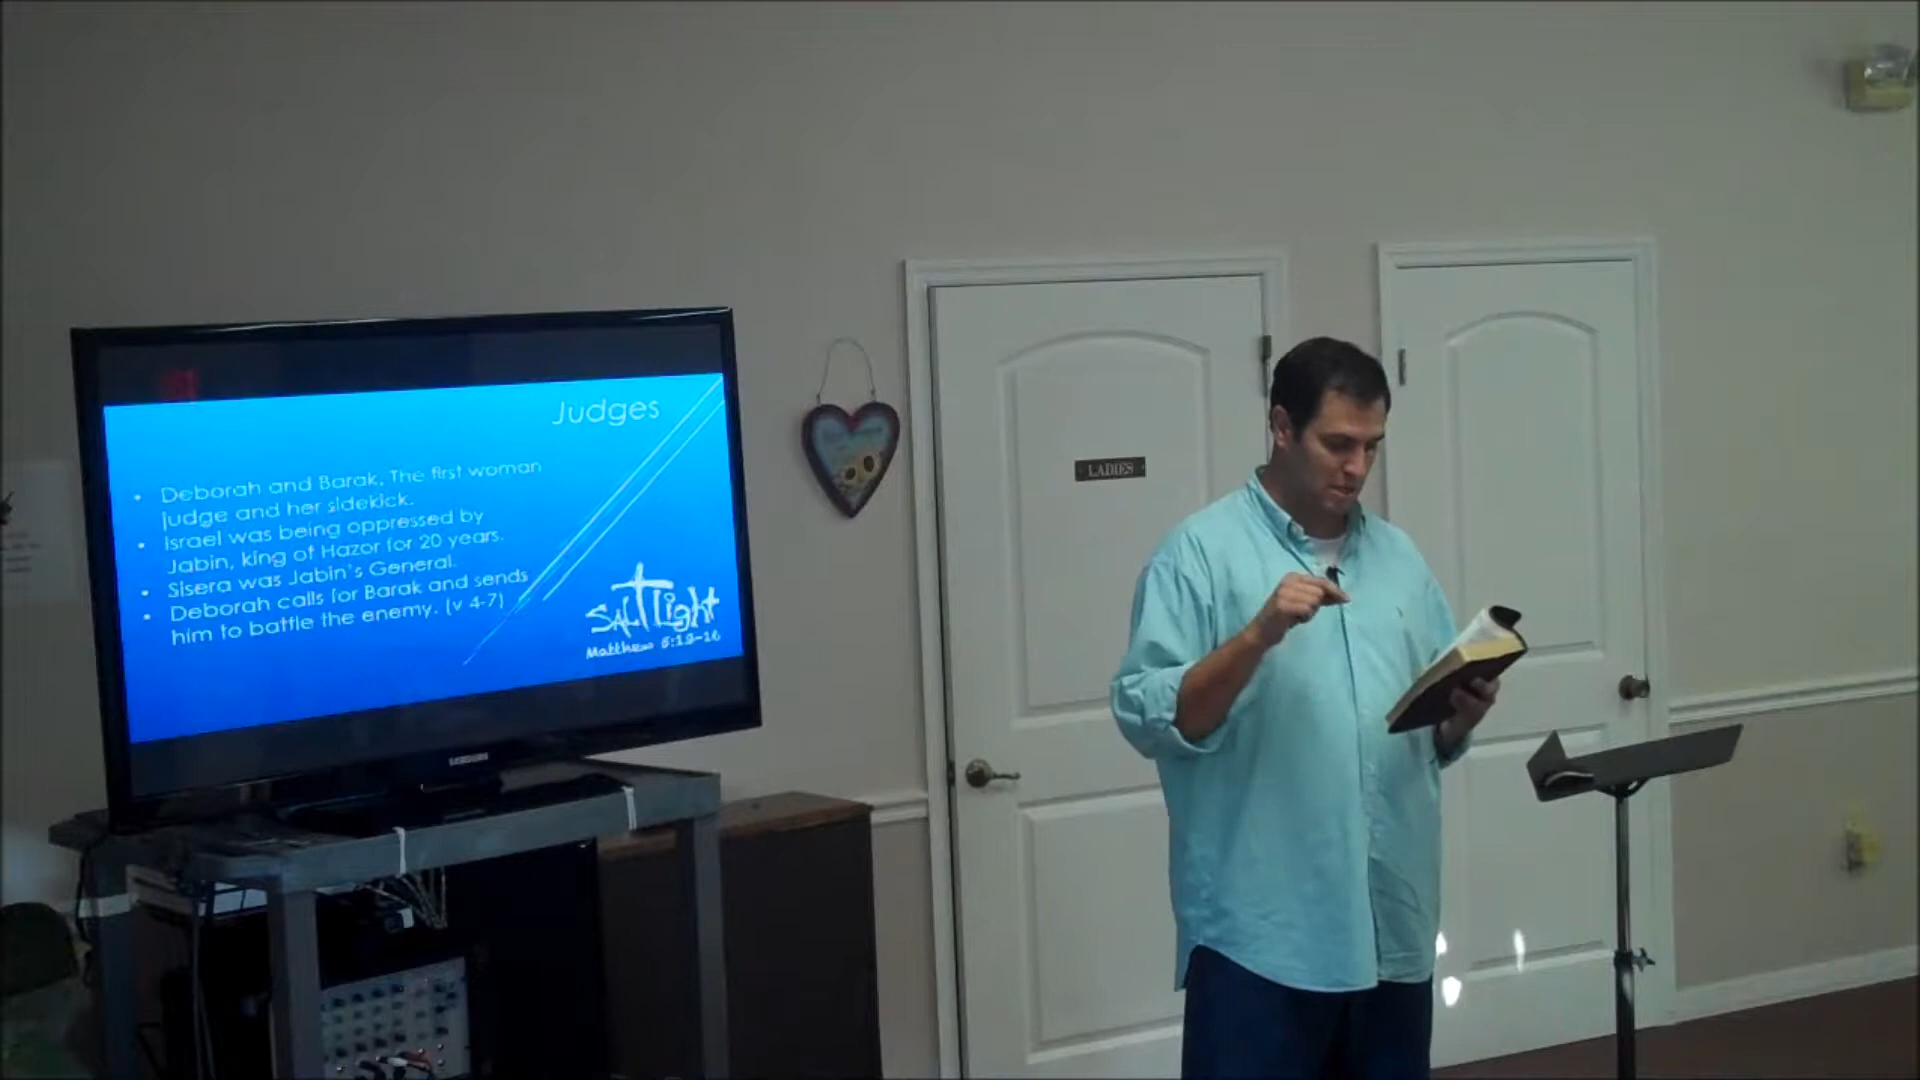 Judges
• Deborah and Barak. The first woman
judge and her sidekick.
• Israel was being oppressed by
Jabin, king of Hazor for 20 years.
• Sisera was Jabin's General.
• Deborah calls for Barak and sends
him to battle the enemy. (v 4-7)
SALT Light
Matthew 5:13-16
SAMSUNG
LADIES